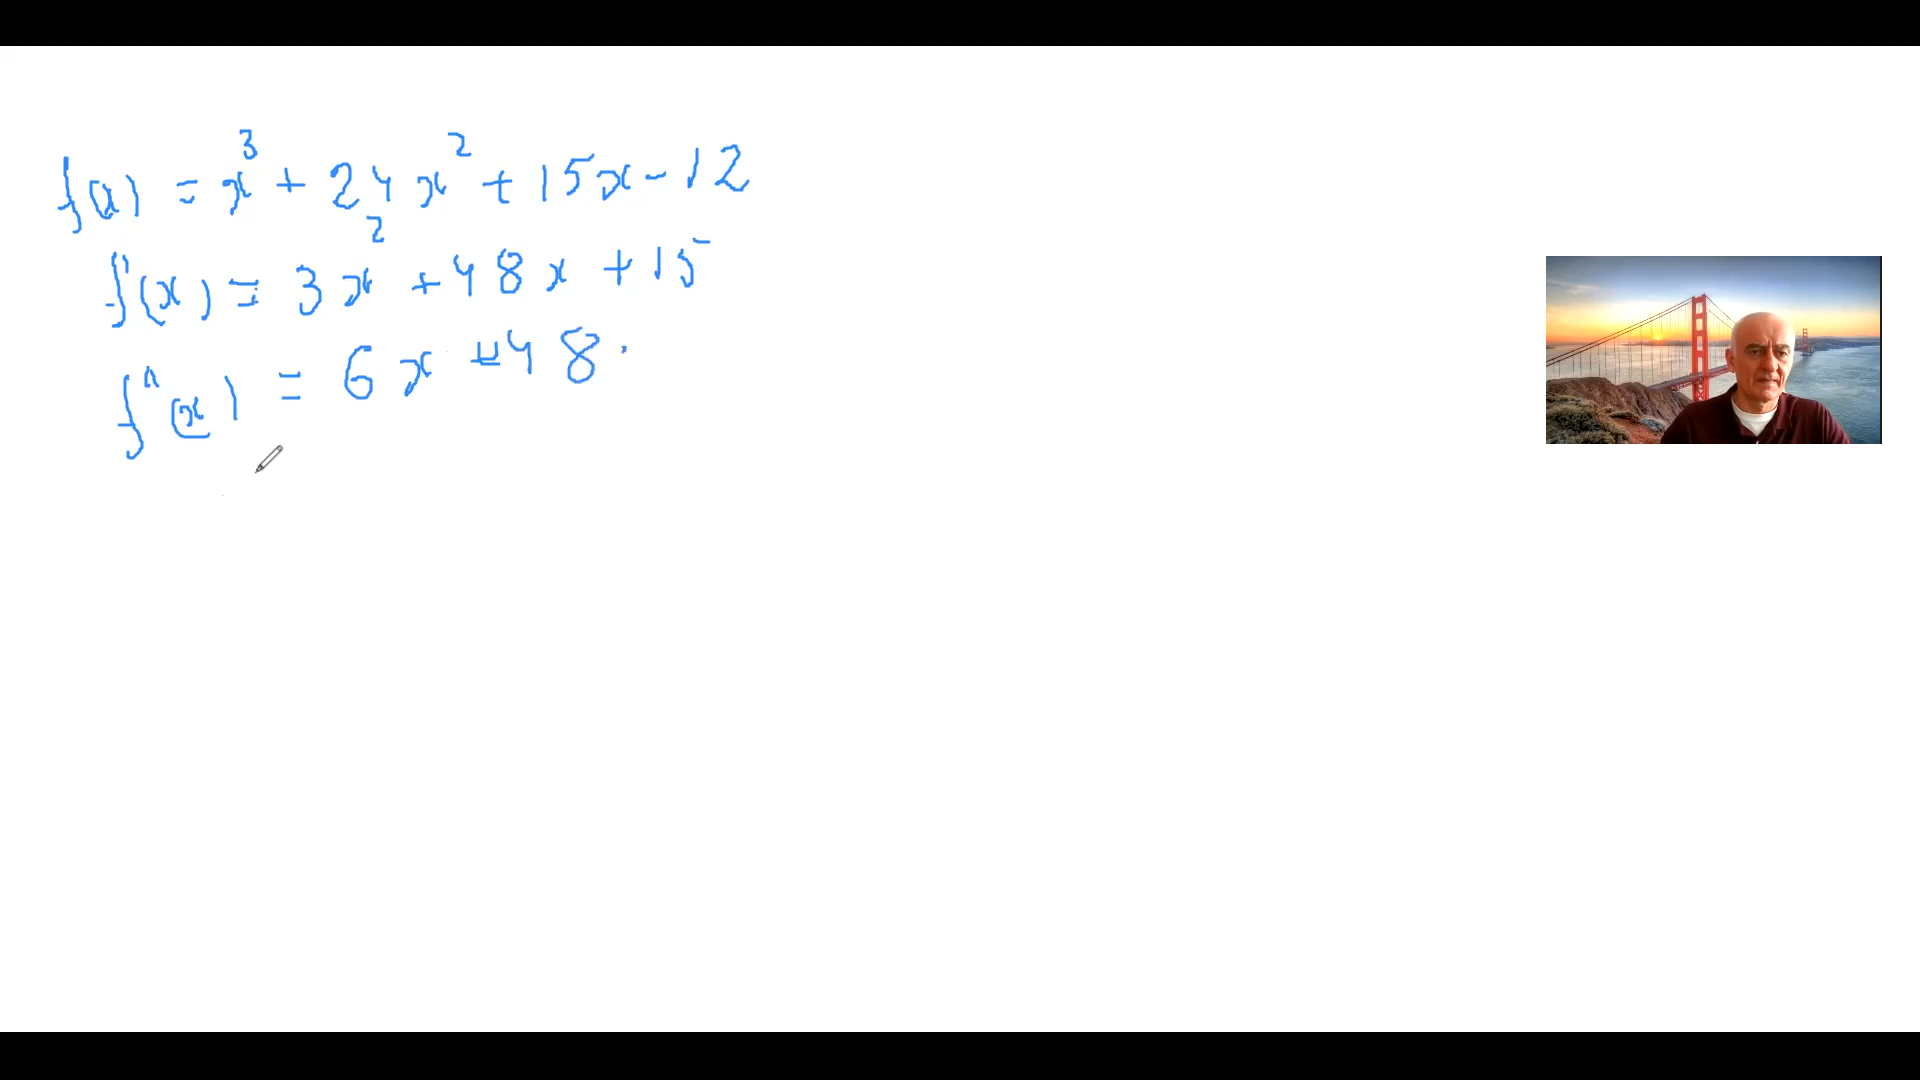 f(x) = x³ + 24x² + 15x - 12
f'(x) = 3x² + 48x + 15
f"(x) = 6x + 48.